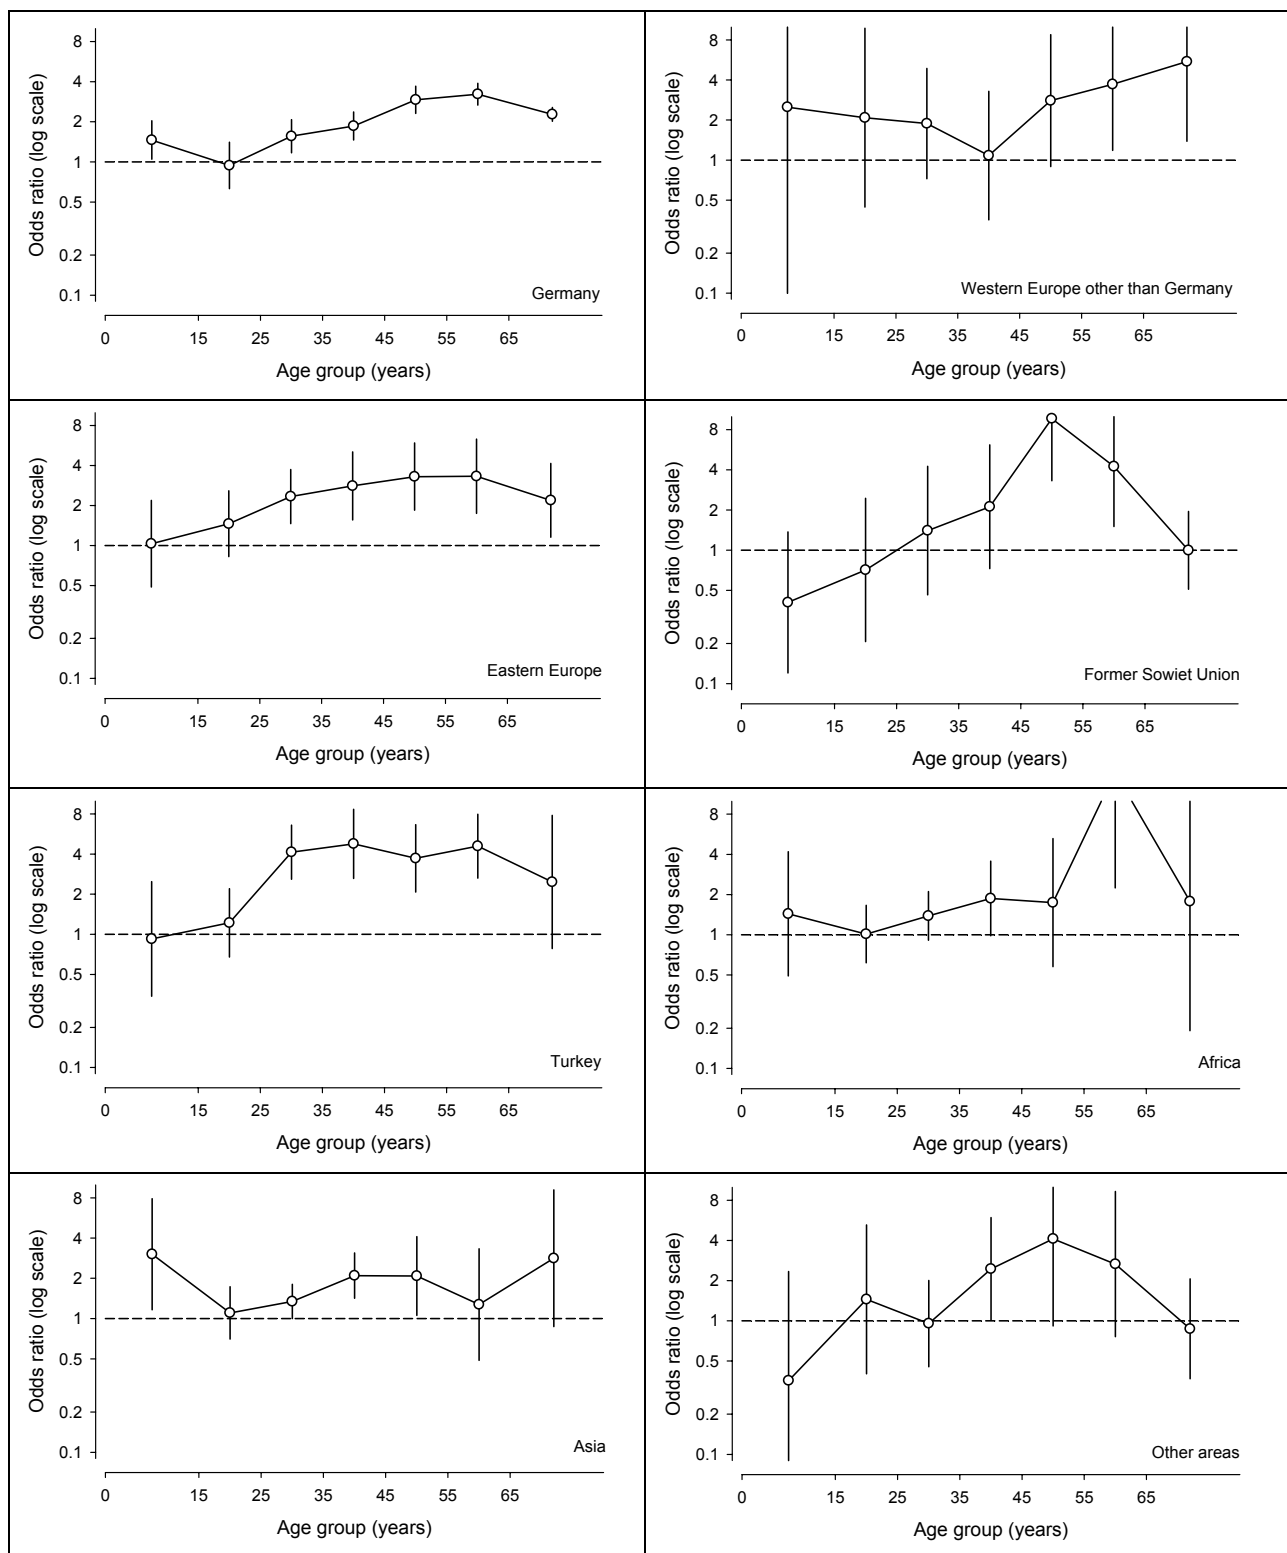 Odds ratio (log scale)
8
4
2
1
0.5
0.2
0.1
Germany
0 15 25 35 45 55 65
Age group (years)
Odds ratio (log scale)
8
4
2
1
0.5
0.2
0.1
Western Europe other than Germany
0 15 25 35 45 55 65
Age group (years)
Odds ratio (log scale)
8
4
2
1
0.5
0.2
0.1
Eastern Europe
0 15 25 35 45 55 65
Age group (years)
Odds ratio (log scale)
8
4
2
1
0.5
0.2
0.1
Former Sowiet Union
0 15 25 35 45 55 65
Age group (years)
Odds ratio (log scale)
8
4
2
1
0.5
0.2
0.1
Turkey
0 15 25 35 45 55 65
Age group (years)
Odds ratio (log scale)
8
4
2
1
0.5
0.2
0.1
Africa
0 15 25 35 45 55 65
Age group (years)
Odds ratio (log scale)
8
4
2
1
0.5
0.2
0.1
Asia
0 15 25 35 45 55 65
Age group (years)
Odds ratio (log scale)
8
4
2
1
0.5
0.2
0.1
Other areas
0 15 25 35 45 55 65
Age group (years)